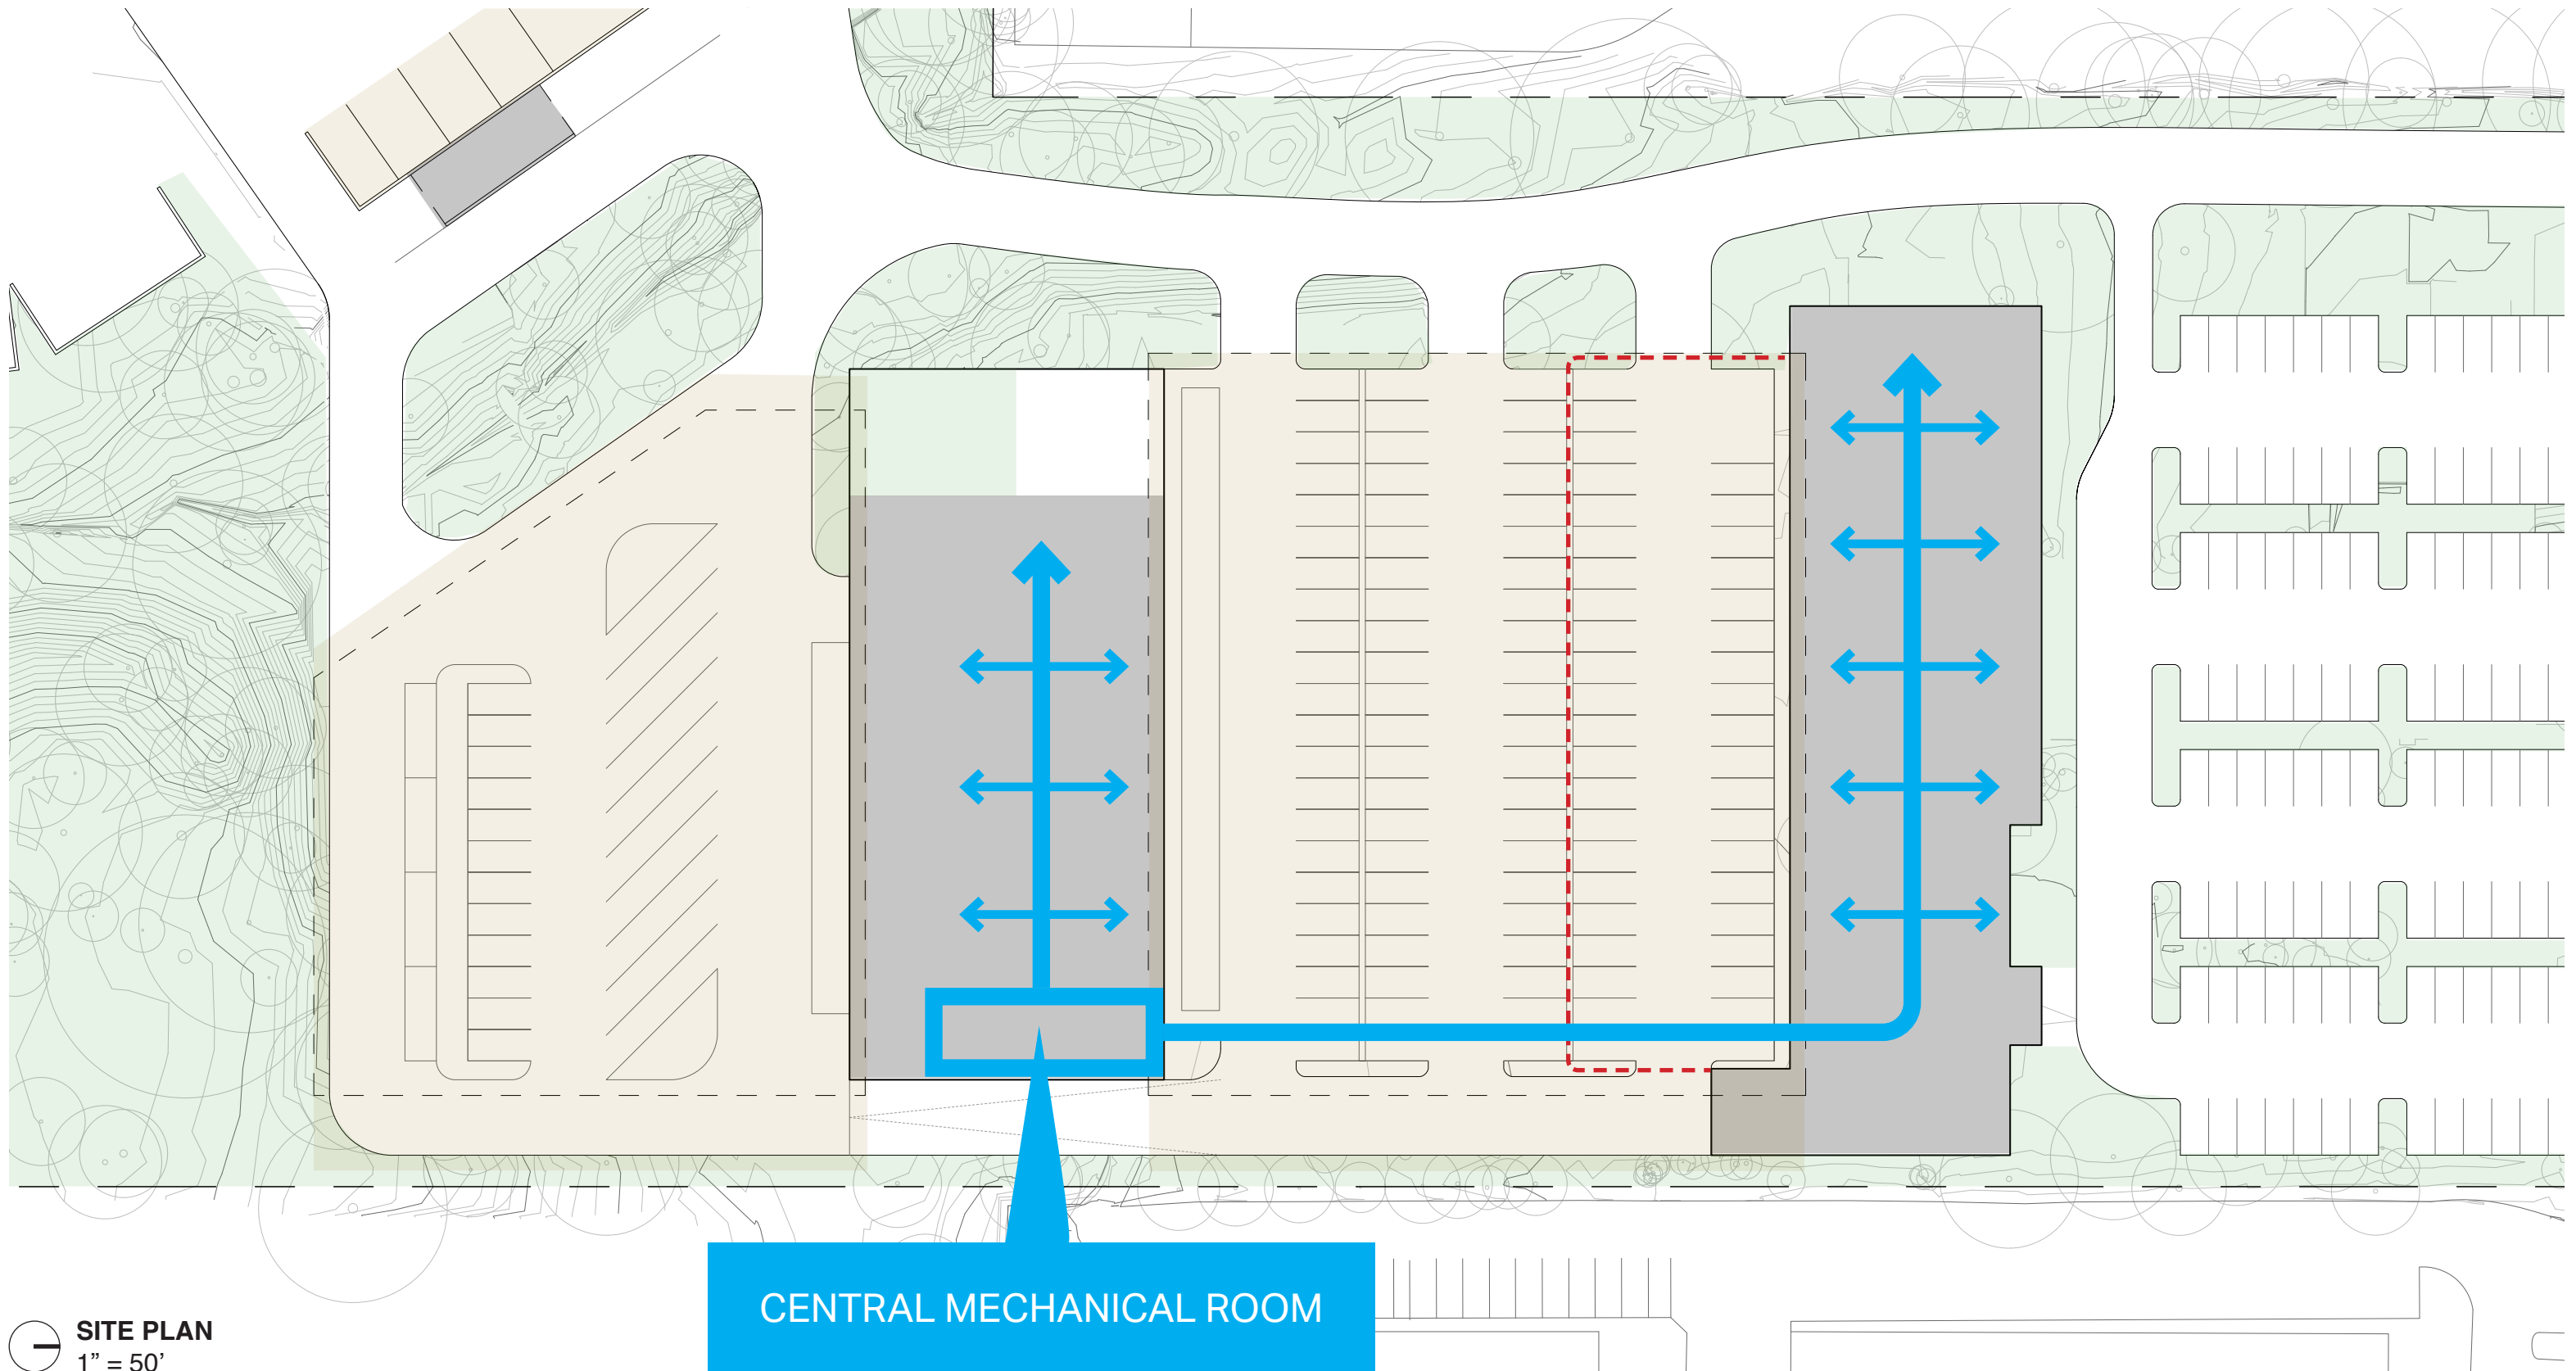 CENTRAL MECHANICAL ROOM
SITE PLAN
1” = 50’